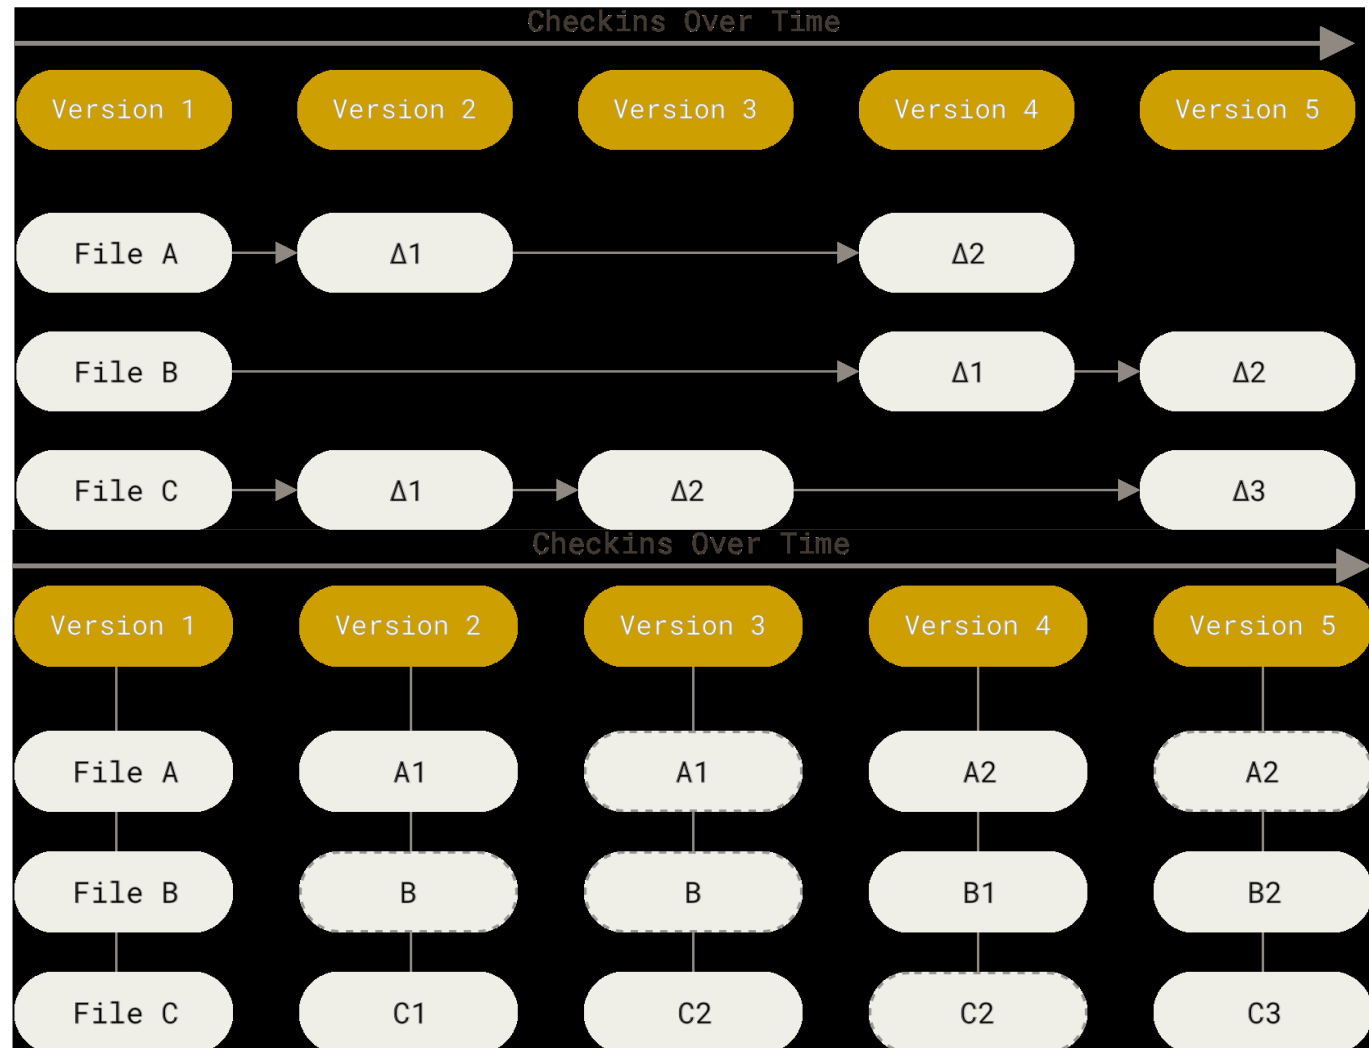 Checkins Over Time
Version 1 Version 2 Version 3 Version 4 Version 5
File A Δ1 Δ2
File B Δ1 Δ2
File C Δ1 Δ2 Δ3
Checkins Over Time
Version 1 Version 2 Version 3 Version 4 Version 5
File A A1 A1 A2 A2
File B B B B1 B2
File C C1 C2 C2 C3